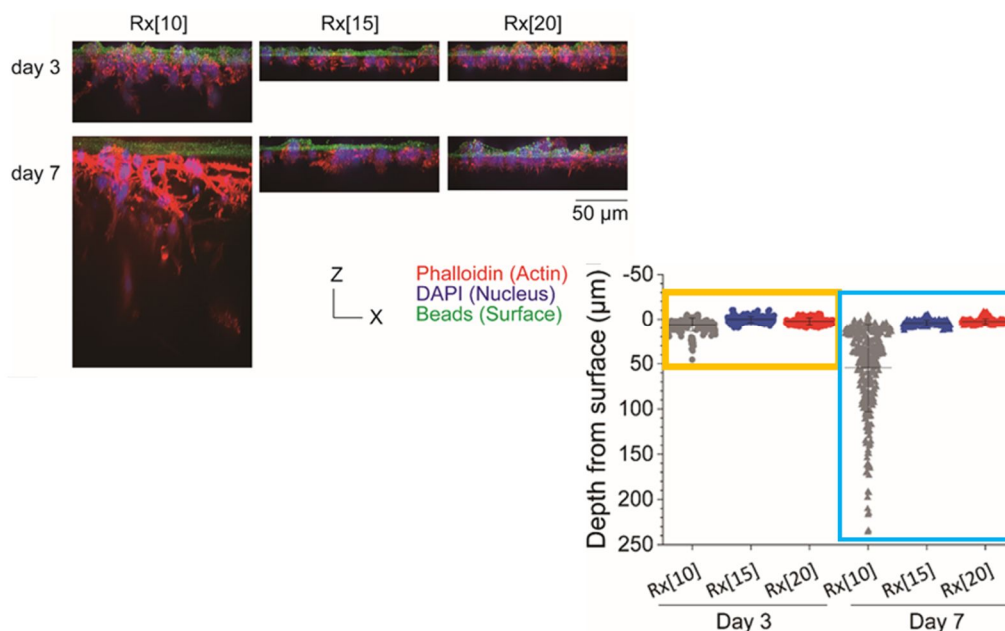 Rx[10] Rx[15] Rx[20]
day 3
day 7
50 µm
Z
X
Phalloidin (Actin)
DAPI (Nucleus)
Beads (Surface)
Depth from surface (µm)
-50
0
50
100
150
200
250
Rx[10] Rx[15] Rx[20] Rx[10] Rx[15] Rx[20]
Day 3 Day 7